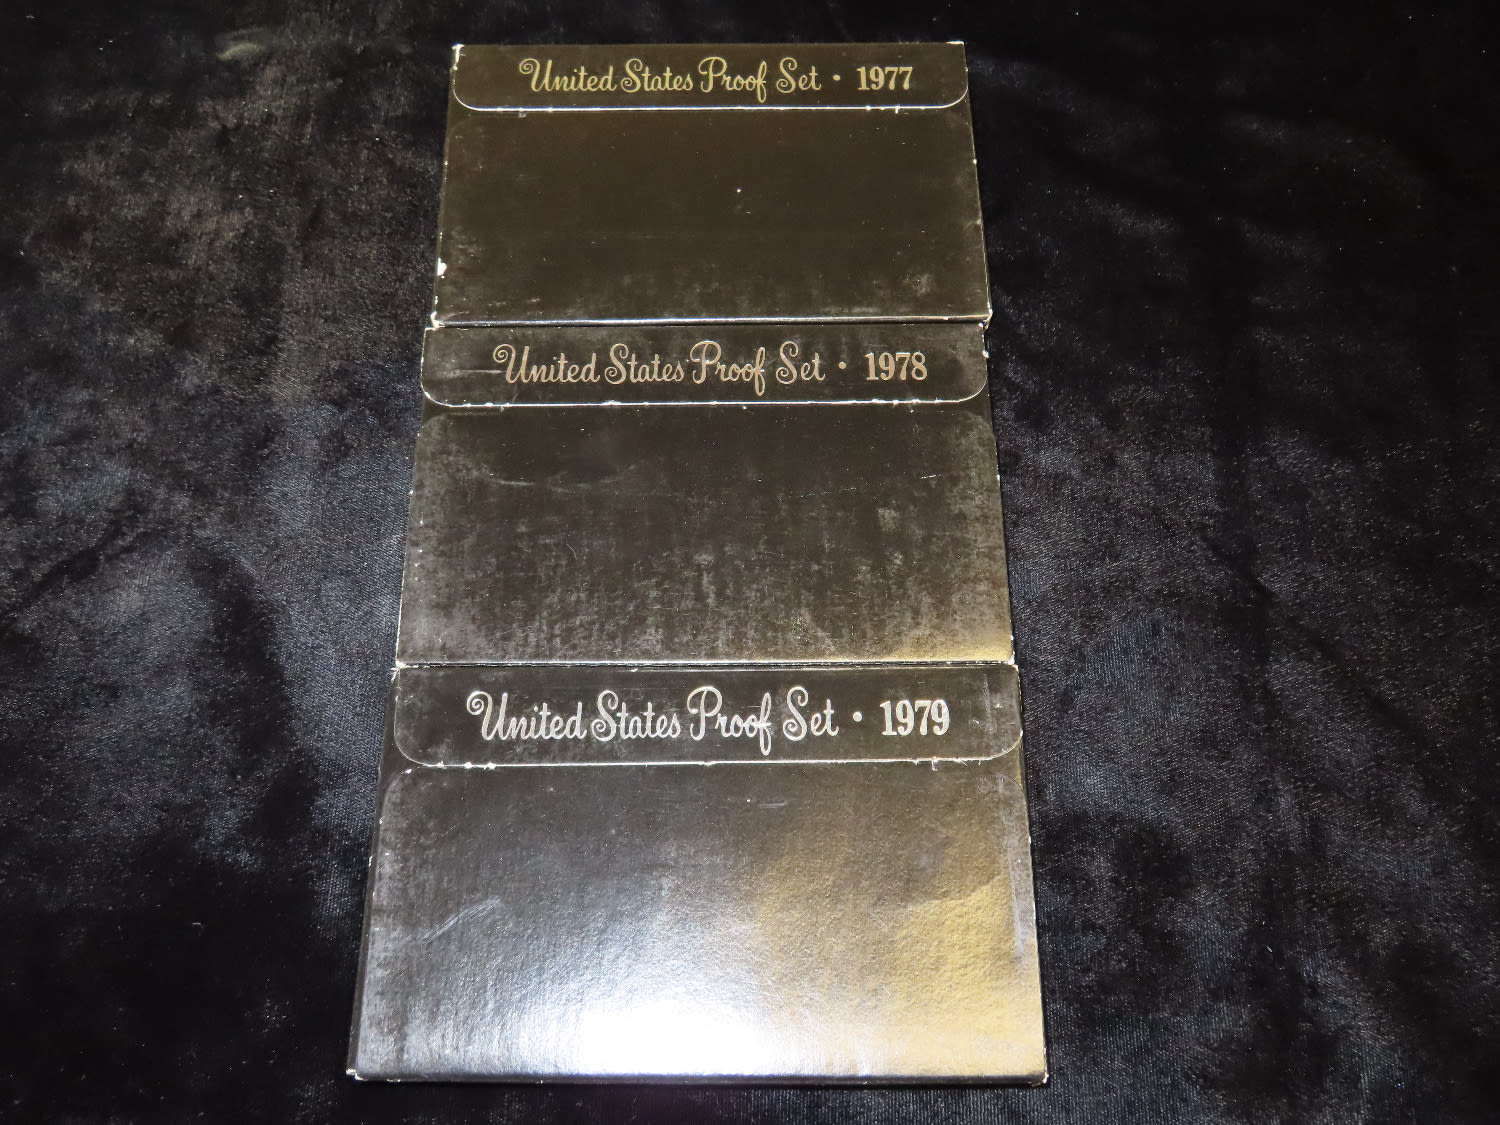 United States Proof Set • 1977
United States Proof Set • 1978
United States Proof Set • 1979